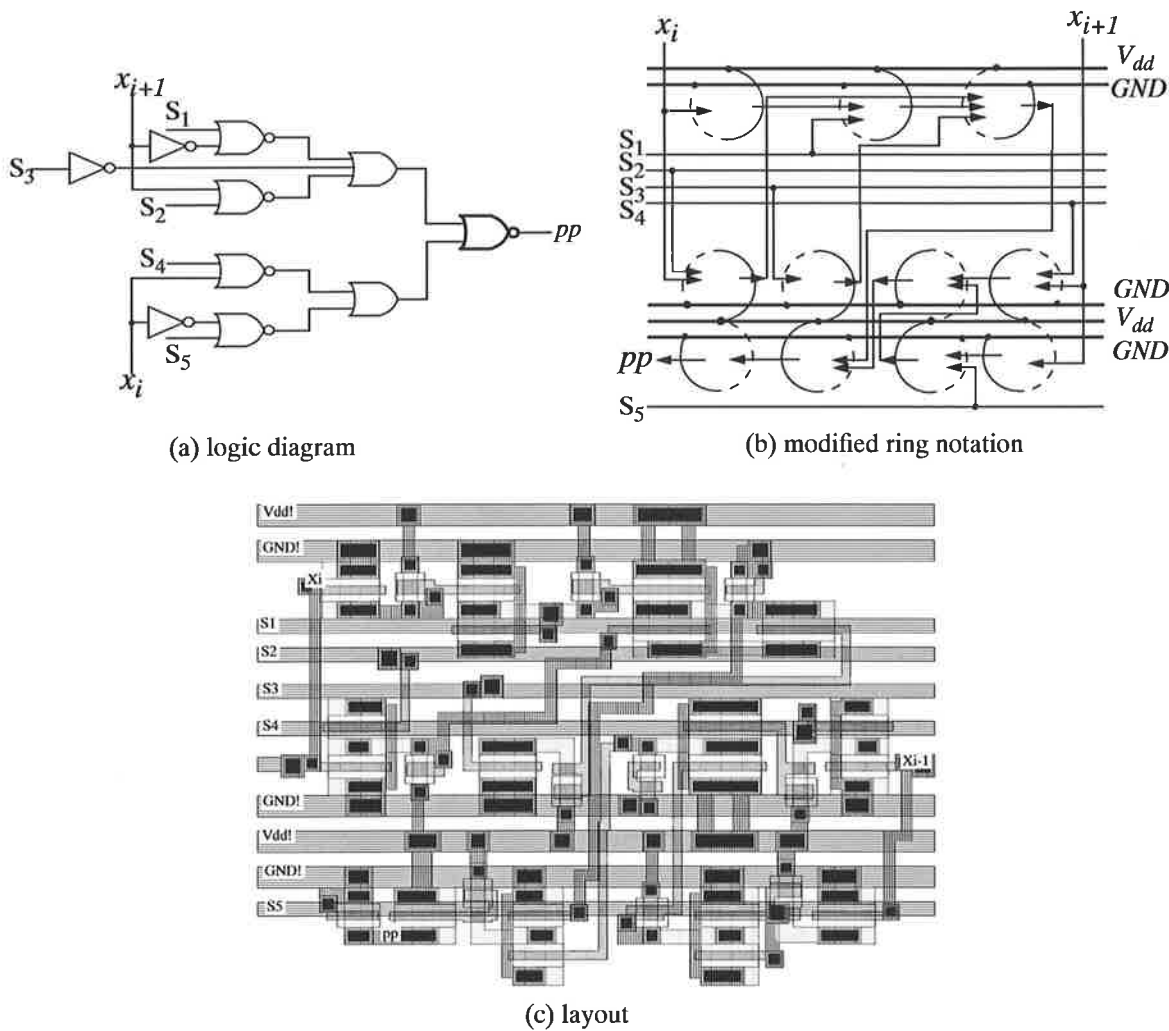 x_{i+1}
S_1
S_3
S_2
S_4
S_5
x_i
pp
(a) logic diagram
x_i
x_{i+1}
V_{dd}
GND
S_1
S_2
S_3
S_4
GND
V_{dd}
GND
pp
S_5
(b) modified ring notation
Vdd!
GND!
Xi
S1
S2
S3
S4
Xi-1
GND!
Vdd!
GND!
S5
pp
(c) layout